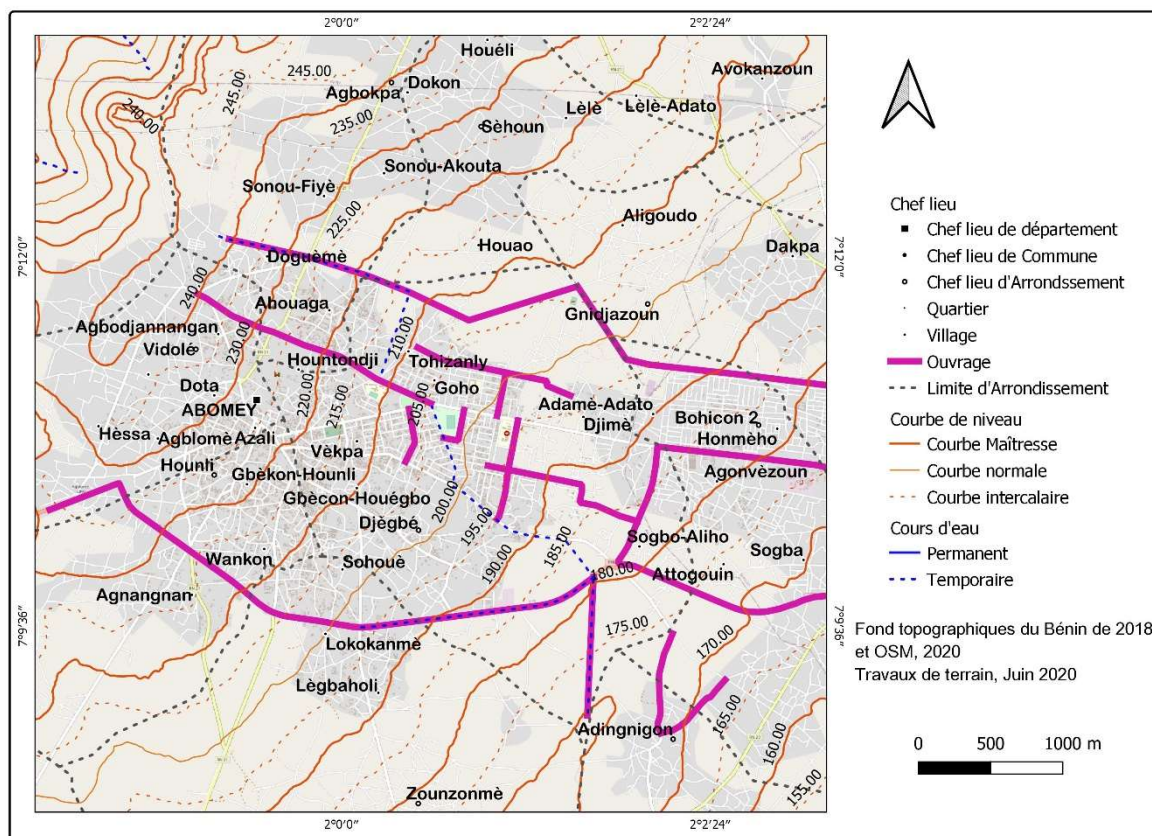 2°0'0"
2°2'24"
Houéli
Avokanzoun
245.00
Dokon
Agbokpa
245.00
Lèlè-Adato
240.00
Lèlè
235.00
Sèhoun
Sonou-Akouta
Sonou-Fiyè
225.00
Aligoudo
Houao
Dakpa
7°12'0"
7°12'0"
Doguèmè
240.00
Ahouaga
Gnidjazoun
Agbodjannangan
230.00
210.00
Vidolé
Hountondji
Tohizanly
Dota
220.00
Goho
215.00
205.00
ABOMEY
Adamè-Adato
Bohicon 2
Djimè
Hèssa
Agblomè
Azali
Honmèho
Vèkpa
Hounli
Gbèkon-Hounli
Agonvèzoun
Gbècon-Houégbo
200.00
Djègbé
195.00
185.00
Sogbo-Aliho
Sogba
Wankon
Sohouè
190.00
180.00
Attogouin
Agnangnan
175.00
7°9'36"
7°9'36"
Lokokanmè
170.00
Lègbaholi
165.00
Adingnigon
160.00
Zounzonmè
155.00
2°0'0"
2°2'24"
Chef lieu
Chef lieu de département
Chef lieu de Commune
Chef lieu d'Arrondssement
Quartier
Village
Ouvrage
Limite d'Arrondissement
Courbe de niveau
Courbe Maîtresse
Courbe normale
Courbe intercalaire
Cours d'eau
Permanent
Temporaire
Fond topographiques du Bénin de 2018
et OSM, 2020
Travaux de terrain, Juin 2020
0 500 1000 m